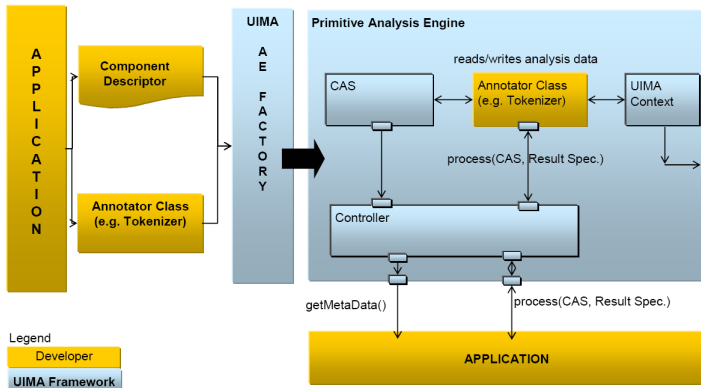 APPLICATION
Component
Descriptor
Annotator Class
(e.g. Tokenizer)
UIMA
AE FACTORY
Primitive Analysis Engine
reads/writes analysis data
CAS
Annotator Class
(e.g. Tokenizer)
UIMA
Context
process(CAS, Result Spec.)
Controller
getMetaData()
process(CAS, Result Spec.)
APPLICATION
Legend
Developer
UIMA Framework